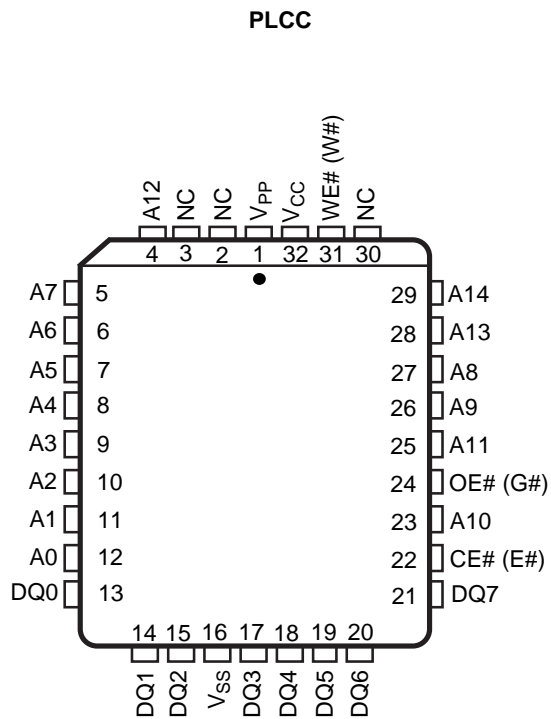 PLCC
A12
NC
NC
VPP
VCC
WE# (W#)
NC
4 3 2 1 32 31 30
A7 5 29 A14
A6 6 28 A13
A5 7 27 A8
A4 8 26 A9
A3 9 25 A11
A2 10 24 OE# (G#)
A1 11 23 A10
A0 12 22 CE# (E#)
DQ0 13 21 DQ7
14 15 16 17 18 19 20
DQ1
DQ2
VSS
DQ3
DQ4
DQ5
DQ6